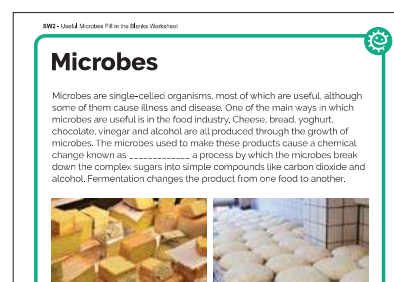 SW2 - Useful Microbes Fill in the Blanks Worksheet
Microbes
Microbes are single-celled organisms, most of which are useful, although
some of them cause illness and disease. One of the main ways in which
microbes are useful is in the food industry. Cheese, bread, yoghurt,
chocolate, vinegar and alcohol are all produced through the growth of
microbes. The microbes used to make these products cause a chemical
change known as _____________ a process by which the microbes break
down the complex sugars into simple compounds like carbon dioxide and
alcohol. Fermentation changes the product from one food to another.